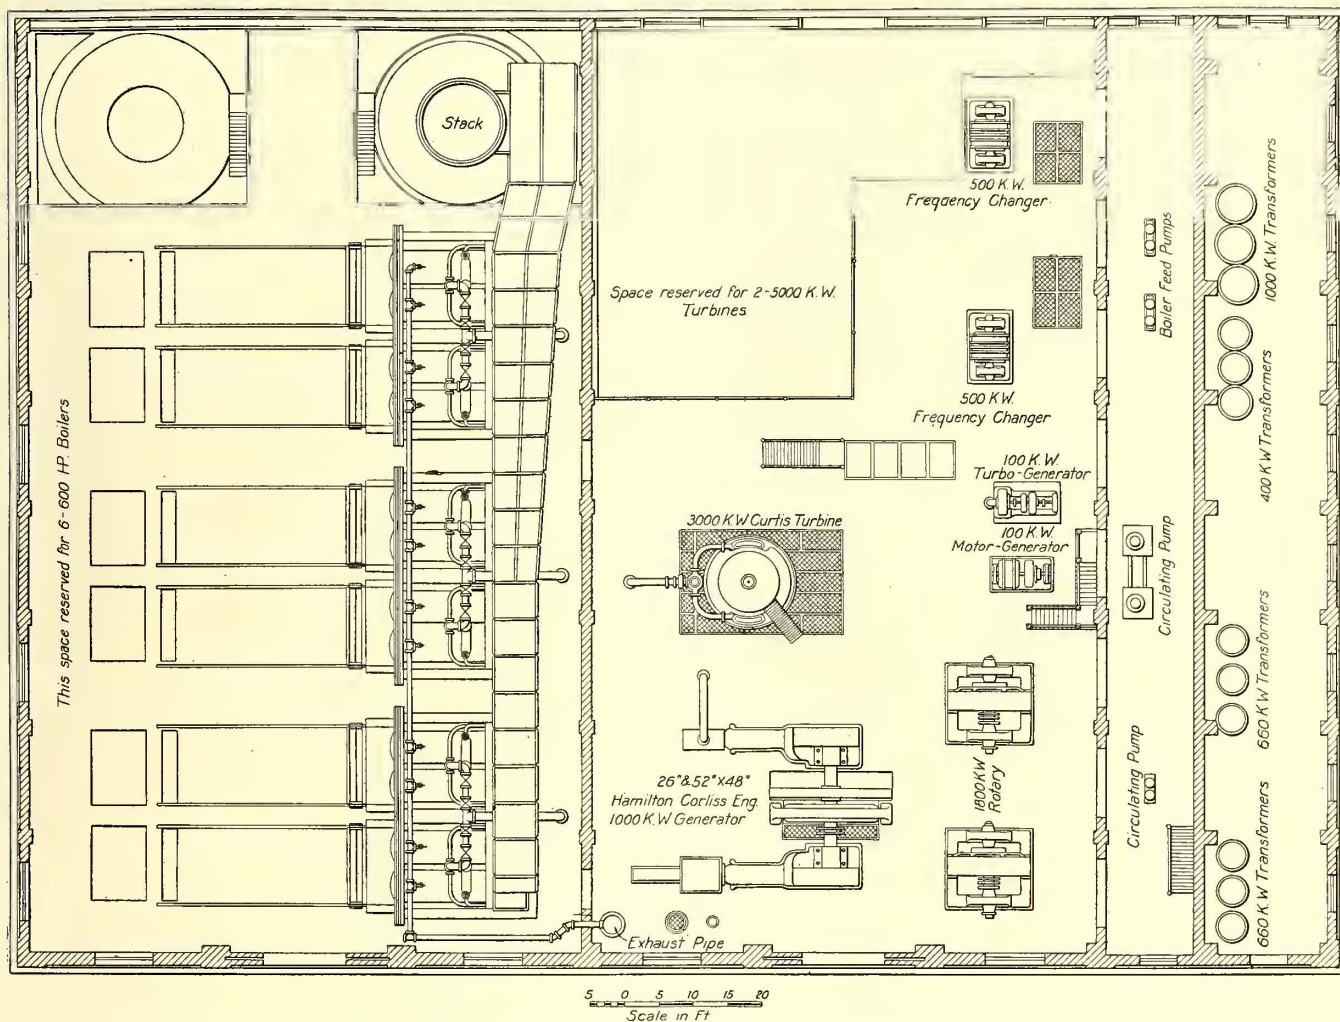 Stack
500 K.W.
Frequency Changer
Space reserved for 2-5000 K.W.
Turbines
500 K.W.
Frequency Changer
1000 K.W. Transformers
Boiler Feed Pumps
400 K.W Transformers
This space reserved for 6-600 H.P. Boilers
100 K.W.
Turbo-Generator
3000 K.W Curtis Turbine
100 K.W.
Motor-Generator
Circulating Pump
660 K.W Transformers
26"&52"x48"
Hamilton Corliss Eng.
1000 K.W Generator
1800 K.W
Rotary
Circulating Pump
660 K.W Transformers
Exhaust Pipe
5 0 5 10 15 20
Scale in Ft